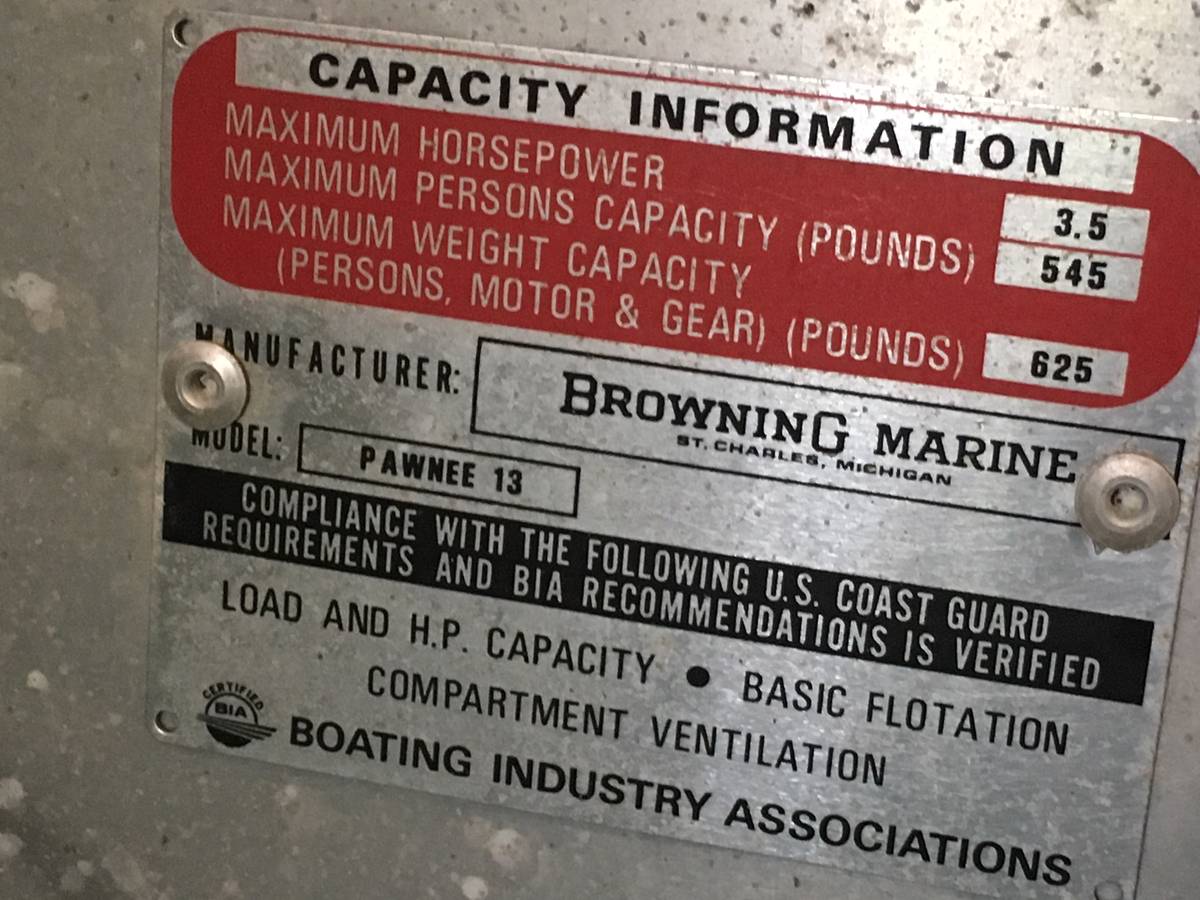 CAPACITY INFORMATION
MAXIMUM HORSEPOWER 3.5
MAXIMUM PERSONS CAPACITY (POUNDS) 545
MAXIMUM WEIGHT CAPACITY
(PERSONS, MOTOR & GEAR) (POUNDS) 625
MANUFACTURER: BROWNING MARINE
ST. CHARLES, MICHIGAN
MODEL: PAWNEE 13
COMPLIANCE WITH THE FOLLOWING U.S. COAST GUARD
REQUIREMENTS AND BIA RECOMMENDATIONS IS VERIFIED
LOAD AND H.P. CAPACITY ● BASIC FLOTATION
COMPARTMENT VENTILATION
CERTIFIED
BIA
BOATING INDUSTRY ASSOCIATIONS